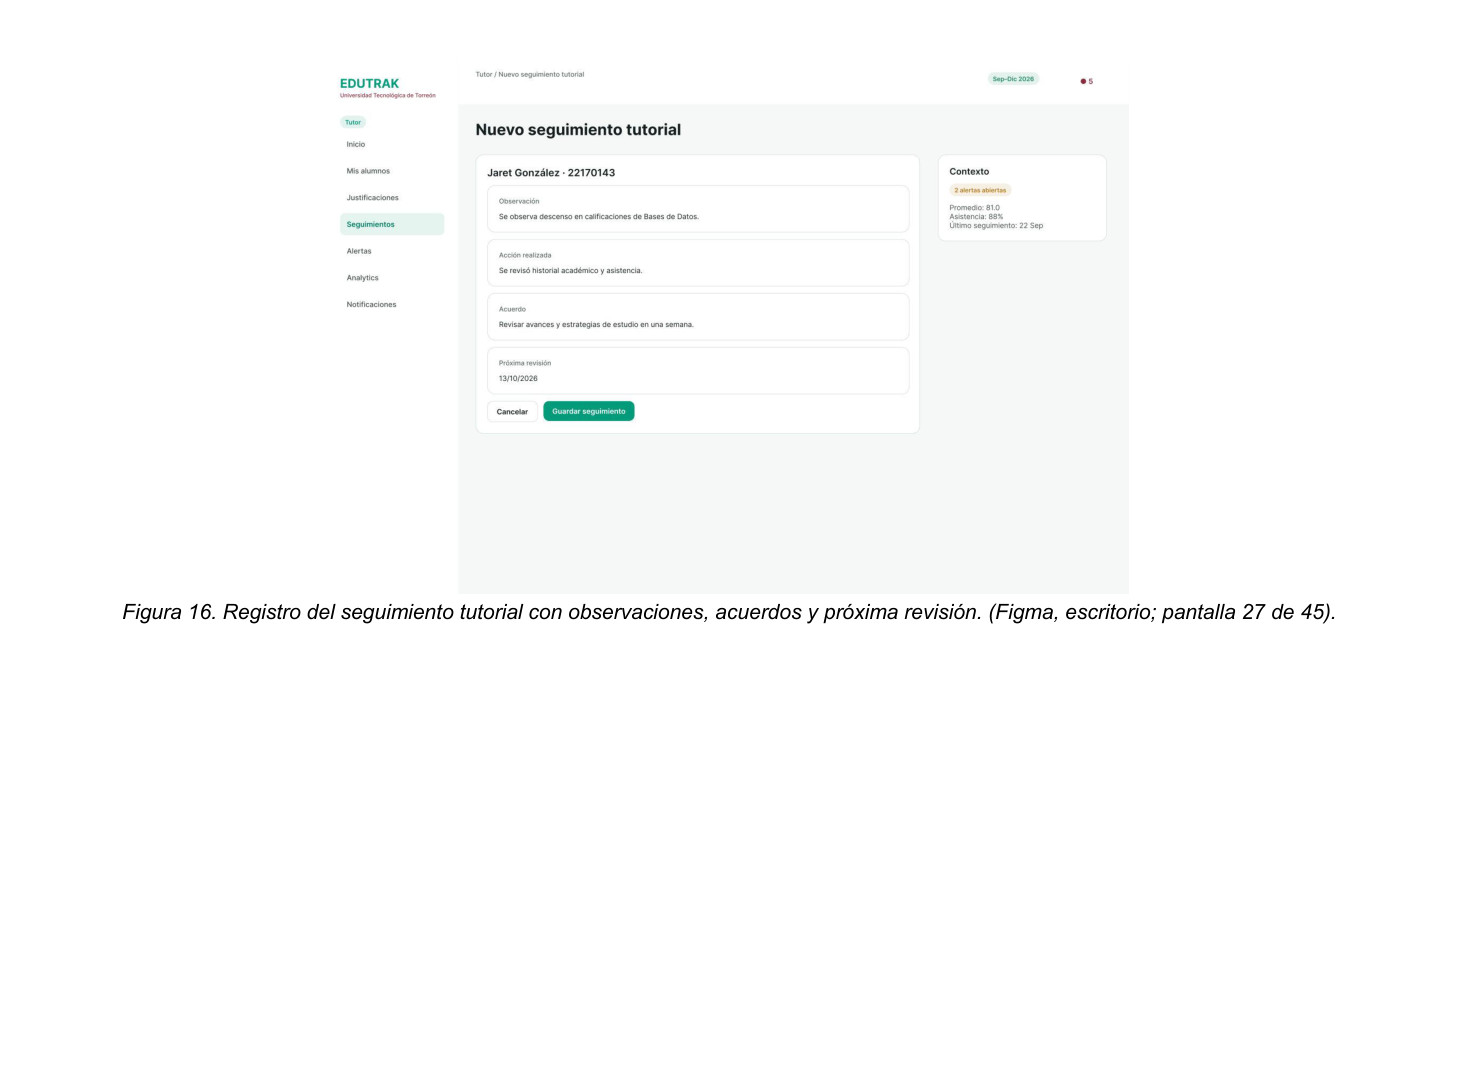 EDUTRAK
Universidad Tecnológica de Torreón
Tutor
Inicio
Mis alumnos
Justificaciones
Seguimientos
Alertas
Analytics
Notificaciones
Tutor / Nuevo seguimiento tutorial
Sep-Dic 2026
5
Nuevo seguimiento tutorial
Jaret González · 22170143
Observación
Se observa descenso en calificaciones de Bases de Datos.
Acción realizada
Se revisó historial académico y asistencia.
Acuerdo
Revisar avances y estrategias de estudio en una semana.
Próxima revisión
13/10/2026
Cancelar
Guardar seguimiento
Contexto
2 alertas abiertas
Promedio: 81.0
Asistencia: 88%
Último seguimiento: 22 Sep
Figura 16. Registro del seguimiento tutorial con observaciones, acuerdos y próxima revisión. (Figma, escritorio; pantalla 27 de 45).